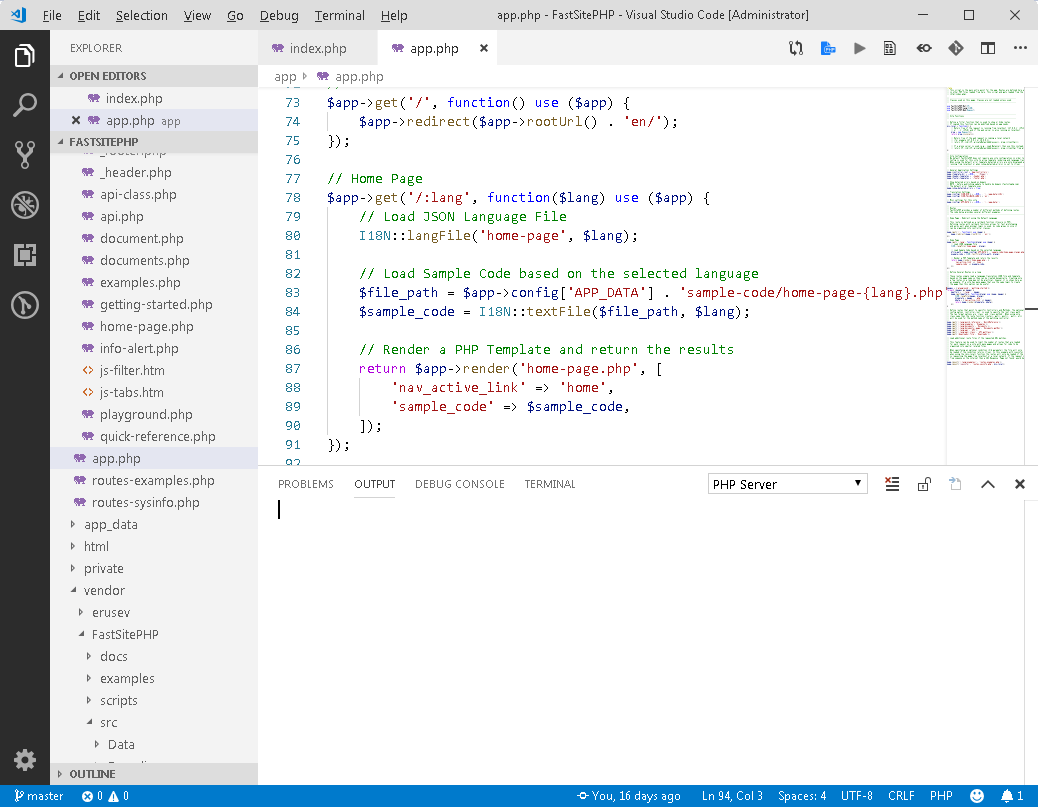 File Edit Selection View Go Debug Terminal Help app.php - FastSitePHP - Visual Studio Code [Administrator]
EXPLORER
OPEN EDITORS
index.php
app.php app
FASTSITEPHP
_header.php
api-class.php
api.php
document.php
documents.php
examples.php
getting-started.php
home-page.php
info-alert.php
js-filter.htm
js-tabs.htm
playground.php
quick-reference.php
app.php
routes-examples.php
routes-sysinfo.php
app_data
html
private
vendor
erusev
FastSitePHP
docs
examples
scripts
src
Data
OUTLINE
index.php app.php
app app.php
73 $app->get('/', function() use ($app) {
74 $app->redirect($app->rootUrl() . 'en/');
75 });
76
77 // Home Page
78 $app->get('/:lang', function($lang) use ($app) {
79 // Load JSON Language File
80 I18N::langFile('home-page', $lang);
81
82 // Load Sample Code based on the selected language
83 $file_path = $app->config['APP_DATA'] . 'sample-code/home-page-{lang}.php
84 $sample_code = I18N::textFile($file_path, $lang);
85
86 // Render a PHP Template and return the results
87 return $app->render('home-page.php', [
88 'nav_active_link' => 'home',
89 'sample_code' => $sample_code,
90 ]);
91 });
92
PROBLEMS OUTPUT DEBUG CONSOLE TERMINAL PHP Server
master 0 0 You, 16 days ago Ln 94, Col 3 Spaces: 4 UTF-8 CRLF PHP 1